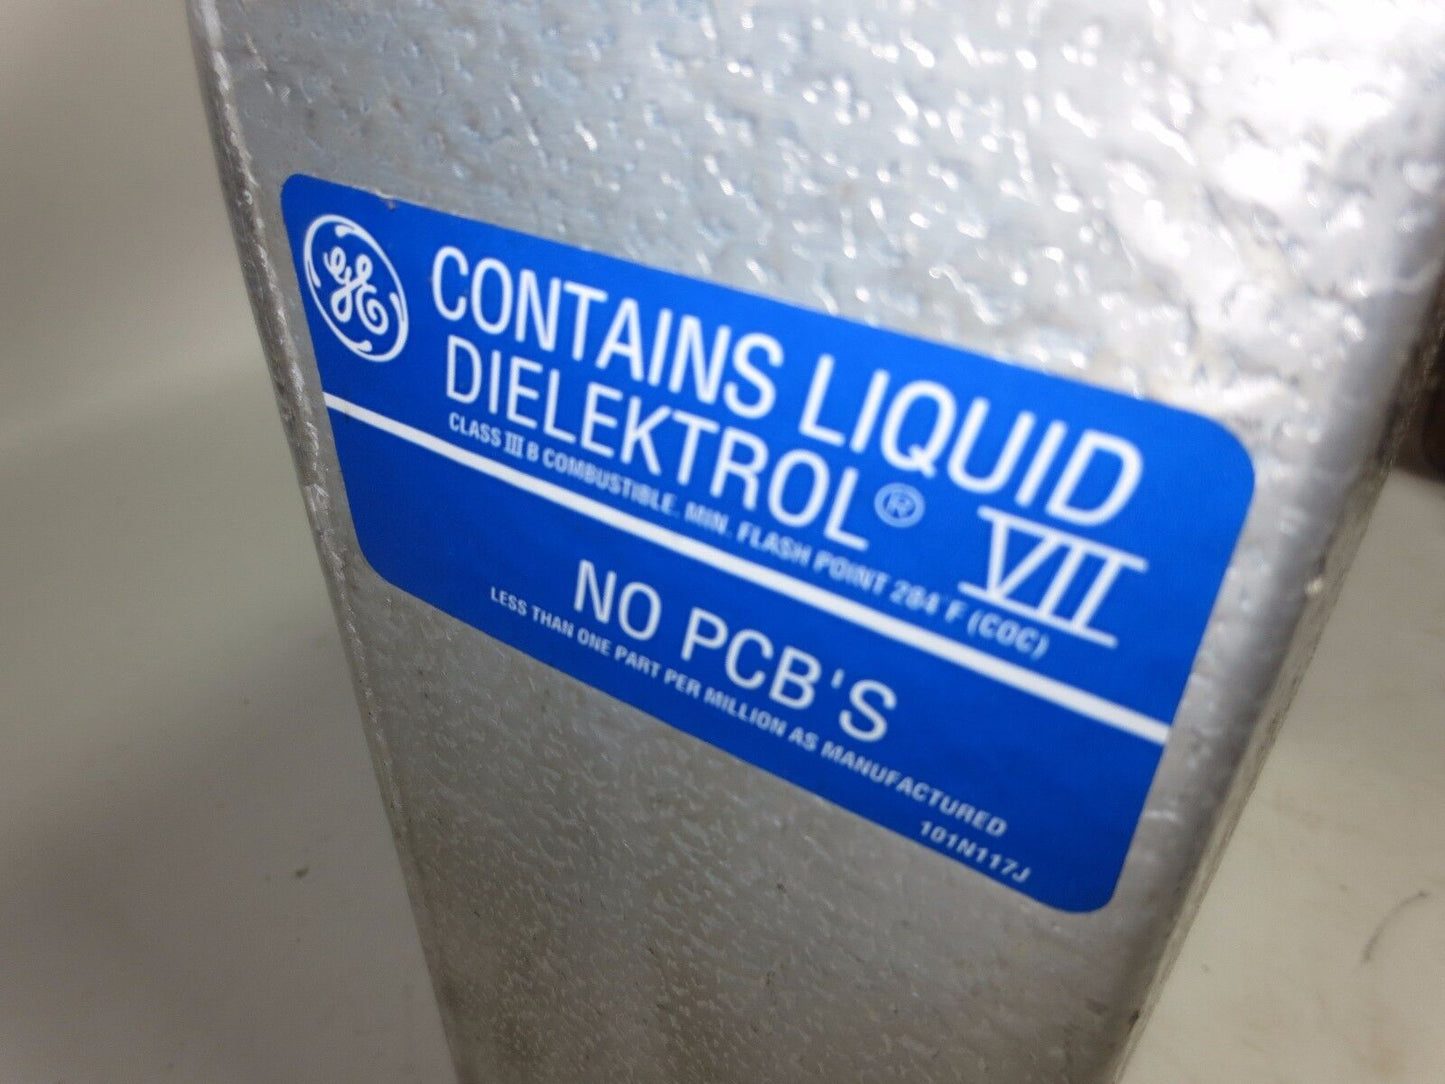 GE
CONTAINS LIQUID
DIELEKTROL® VII
CLASS III B COMBUSTIBLE. MIN. FLASH POINT 284°F (COC)
NO PCB'S
LESS THAN ONE PART PER MILLION AS MANUFACTURED
101N117J